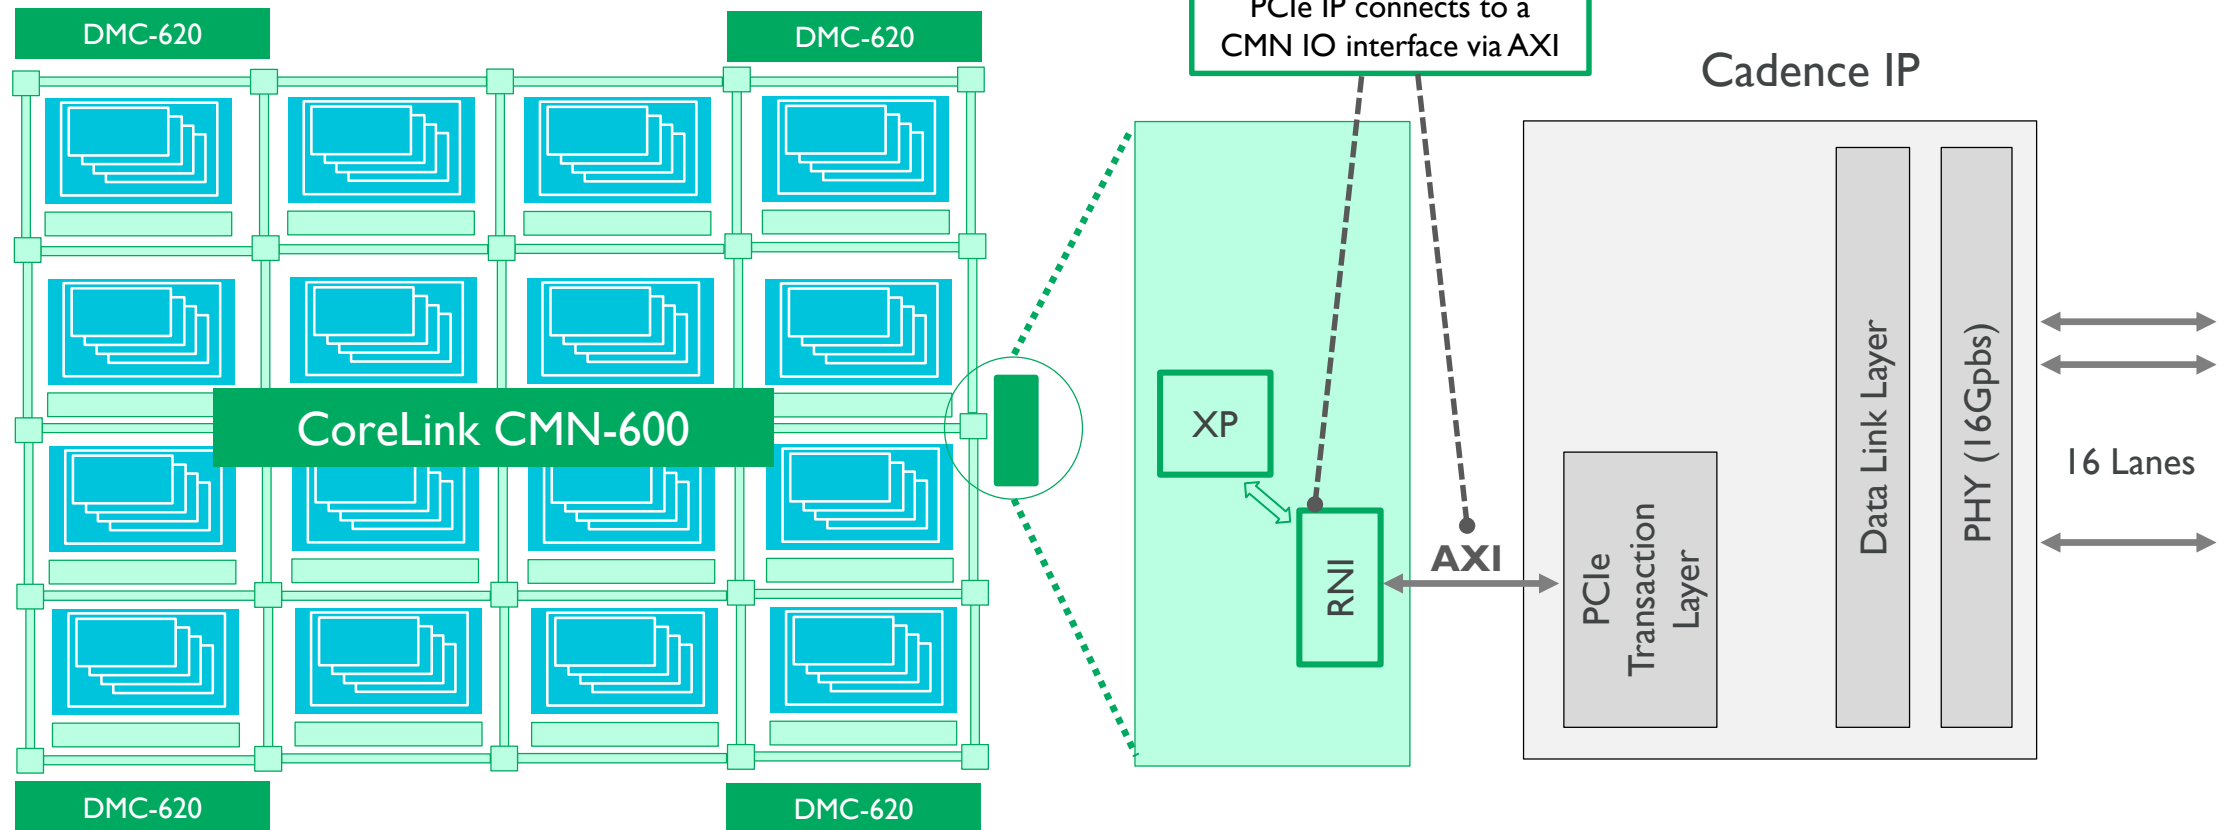 DMC-620
DMC-620
PCIe IP connects to a
CMN IO interface via AXI
Cadence IP
CoreLink CMN-600
XP
RNI
AXI
PCIe
Transaction
Layer
Data Link Layer
PHY (16Gpbs)
16 Lanes
DMC-620
DMC-620